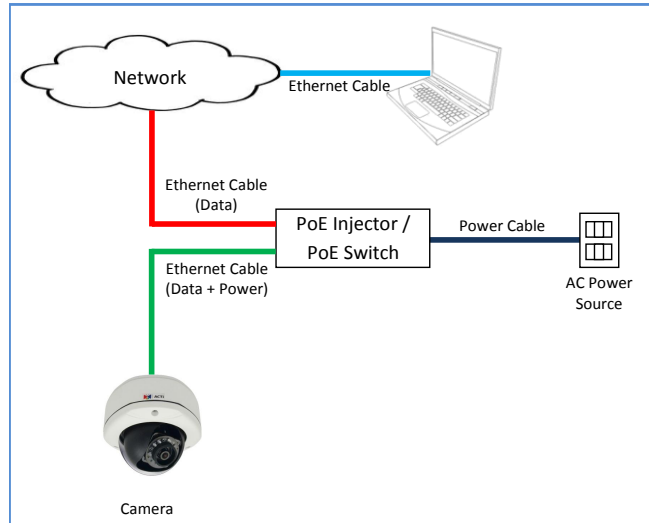 Network
Ethernet Cable
Ethernet Cable
(Data)
PoE Injector /
PoE Switch
Power Cable
Ethernet Cable
(Data + Power)
AC Power
Source
ACTi
Camera